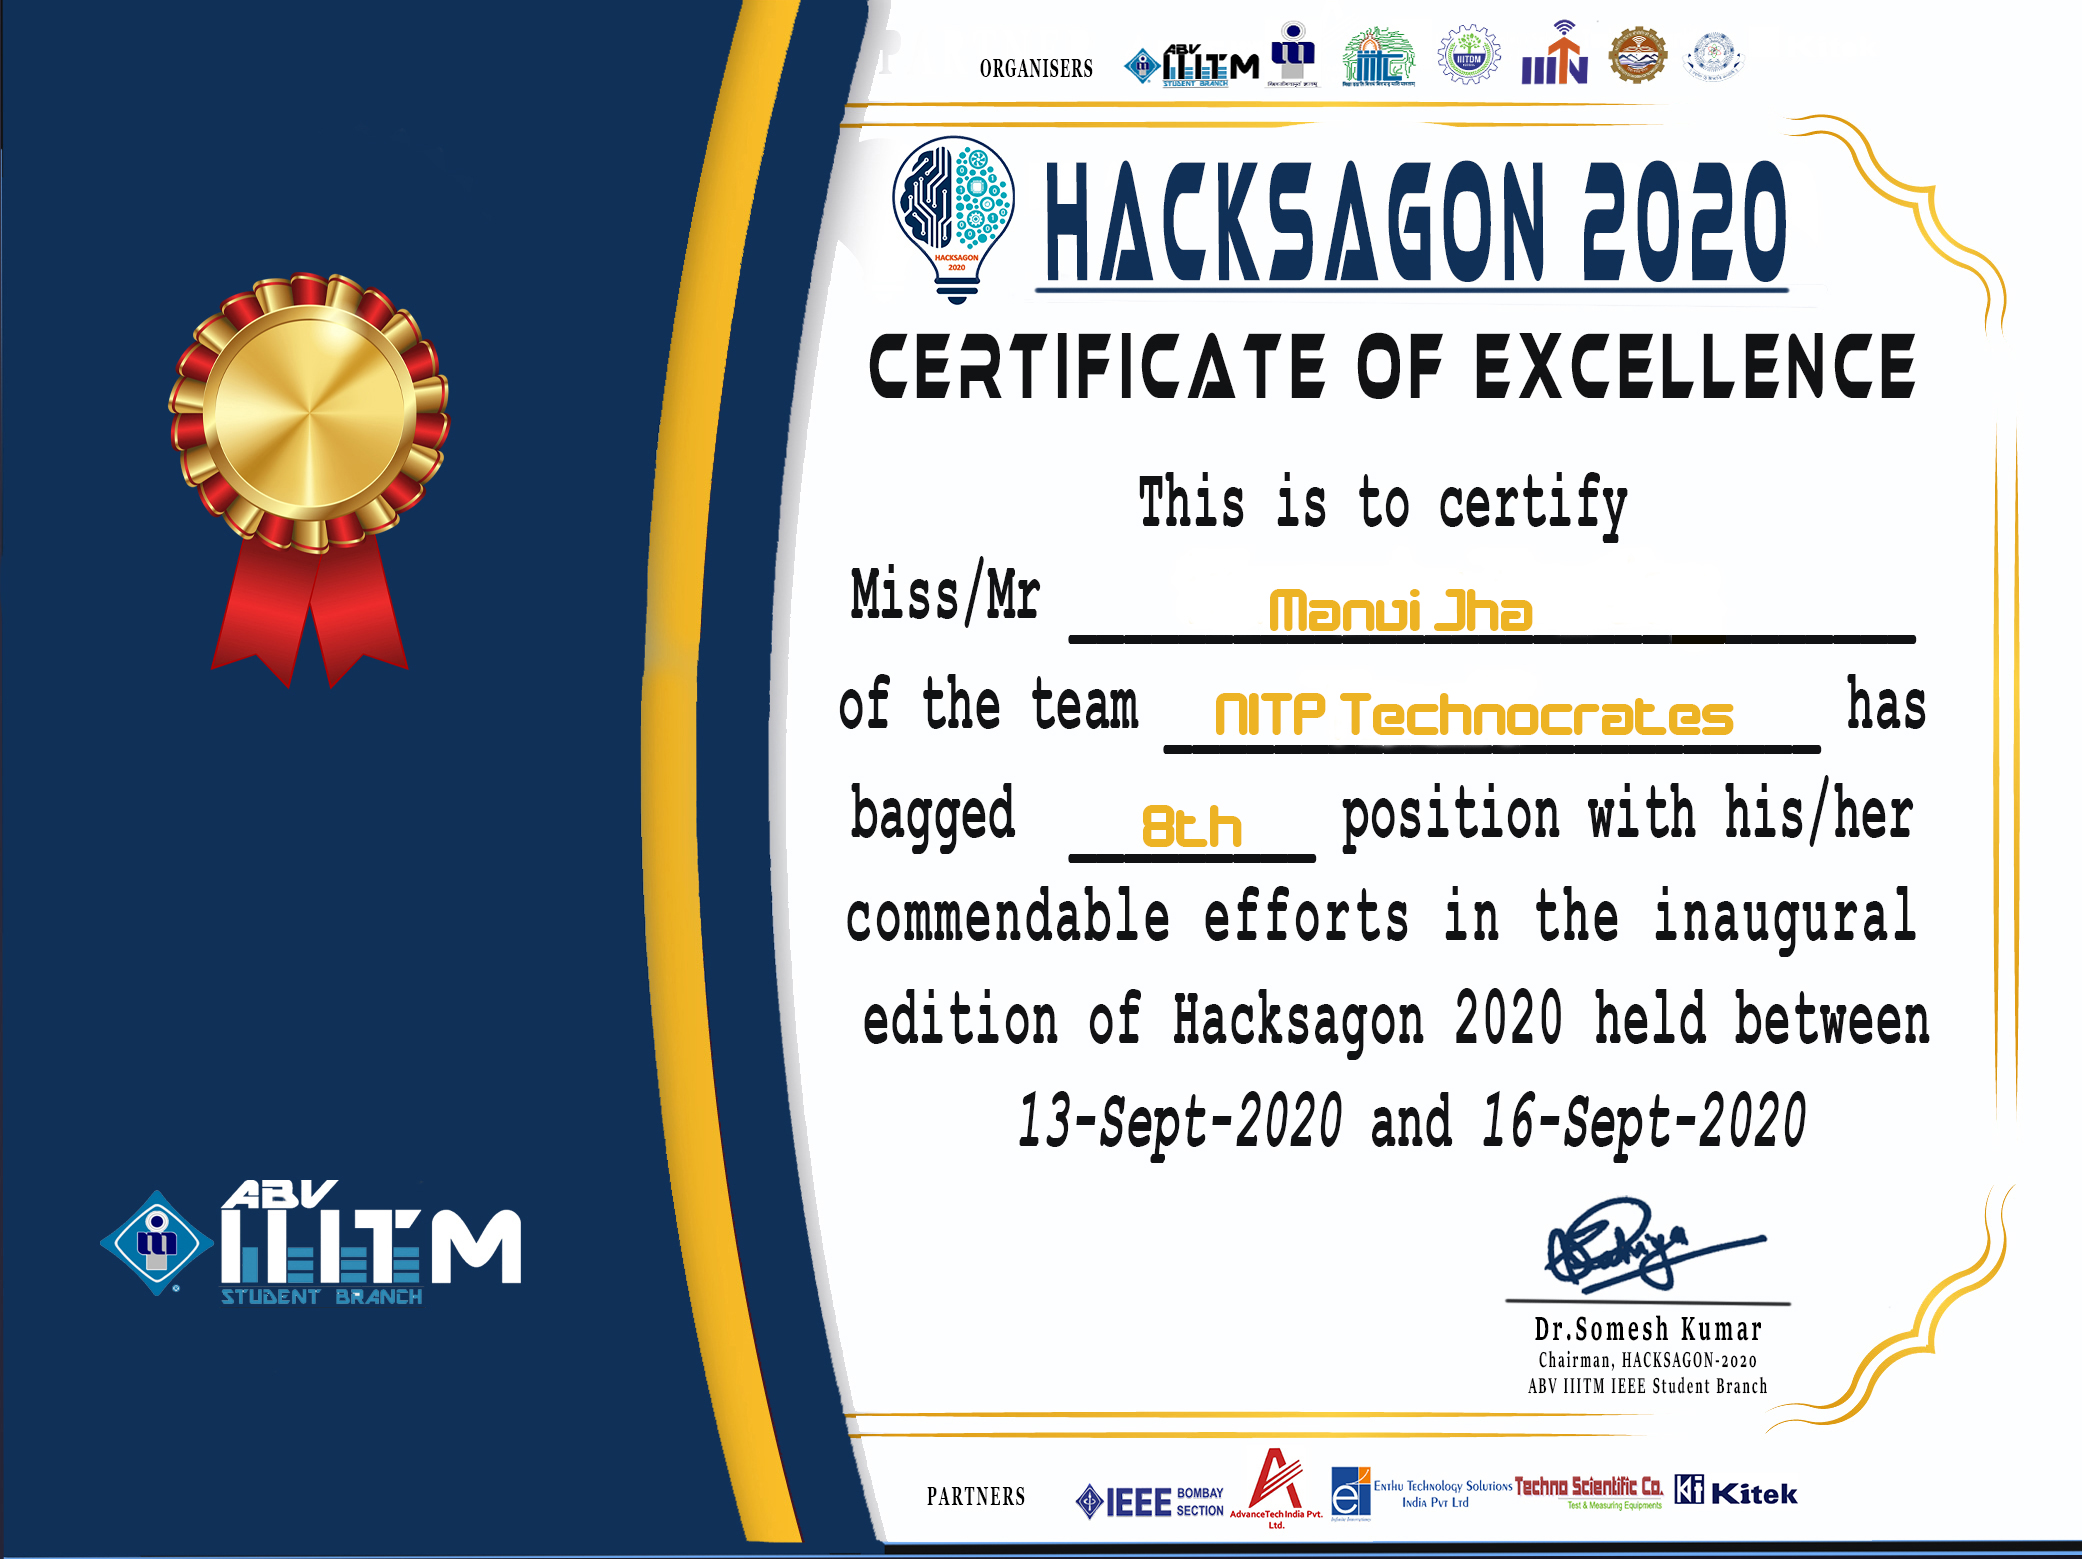 ORGANISERS
ABV
IIITM
STUDENT BRANCH
IIITDM
IIITN
HACKSAGON
2020
HACKSAGON 2020
CERTIFICATE OF EXCELLENCE
This is to certify
Miss/Mr Manvi Jha
of the team NITP Technocrates has
bagged 8th position with his/her
commendable efforts in the inaugural
edition of Hacksagon 2020 held between
13-Sept-2020 and 16-Sept-2020
ABV
IIITM
STUDENT BRANCH
Dr.Somesh Kumar
Chairman, HACKSAGON-2020
ABV IIITM IEEE Student Branch
PARTNERS
IEEE BOMBAY SECTION
AdvanceTechIndia Pvt. Ltd.
Enthu Technology Solutions
India Pvt Ltd
Techno Scientific Co.
Test & Measuring Equipments
Ki Kitek